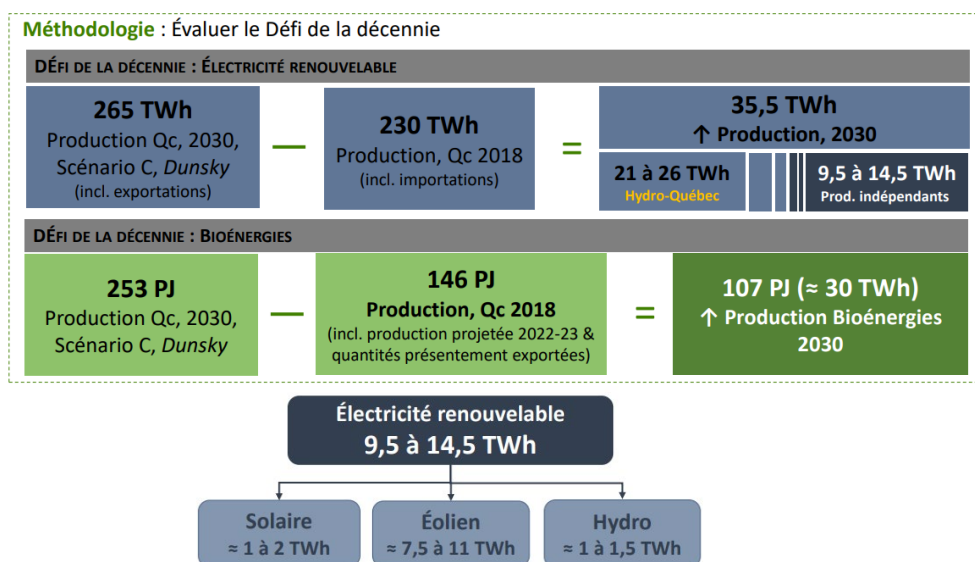 Méthodologie : Évaluer le Défi de la décennie
DÉFI DE LA DÉCENNIE : ÉLECTRICITÉ RENOUVELABLE
265 TWh
Production Qc, 2030,
Scénario C, Dunsky
(incl. exportations)
—
230 TWh
Production, Qc 2018
(incl. importations)
=
35,5 TWh
↑ Production, 2030
21 à 26 TWh
Hydro-Québec
9,5 à 14,5 TWh
Prod. indépendants
DÉFI DE LA DÉCENNIE : BIOÉNERGIES
253 PJ
Production Qc, 2030,
Scénario C, Dunsky
—
146 PJ
Production, Qc 2018
(incl. production projetée 2022-23 &
quantités présentement exportées)
=
107 PJ (≈ 30 TWh)
↑ Production Bioénergies
2030
Électricité renouvelable
9,5 à 14,5 TWh
Solaire
≈ 1 à 2 TWh
Éolien
≈ 7,5 à 11 TWh
Hydro
≈ 1 à 1,5 TWh